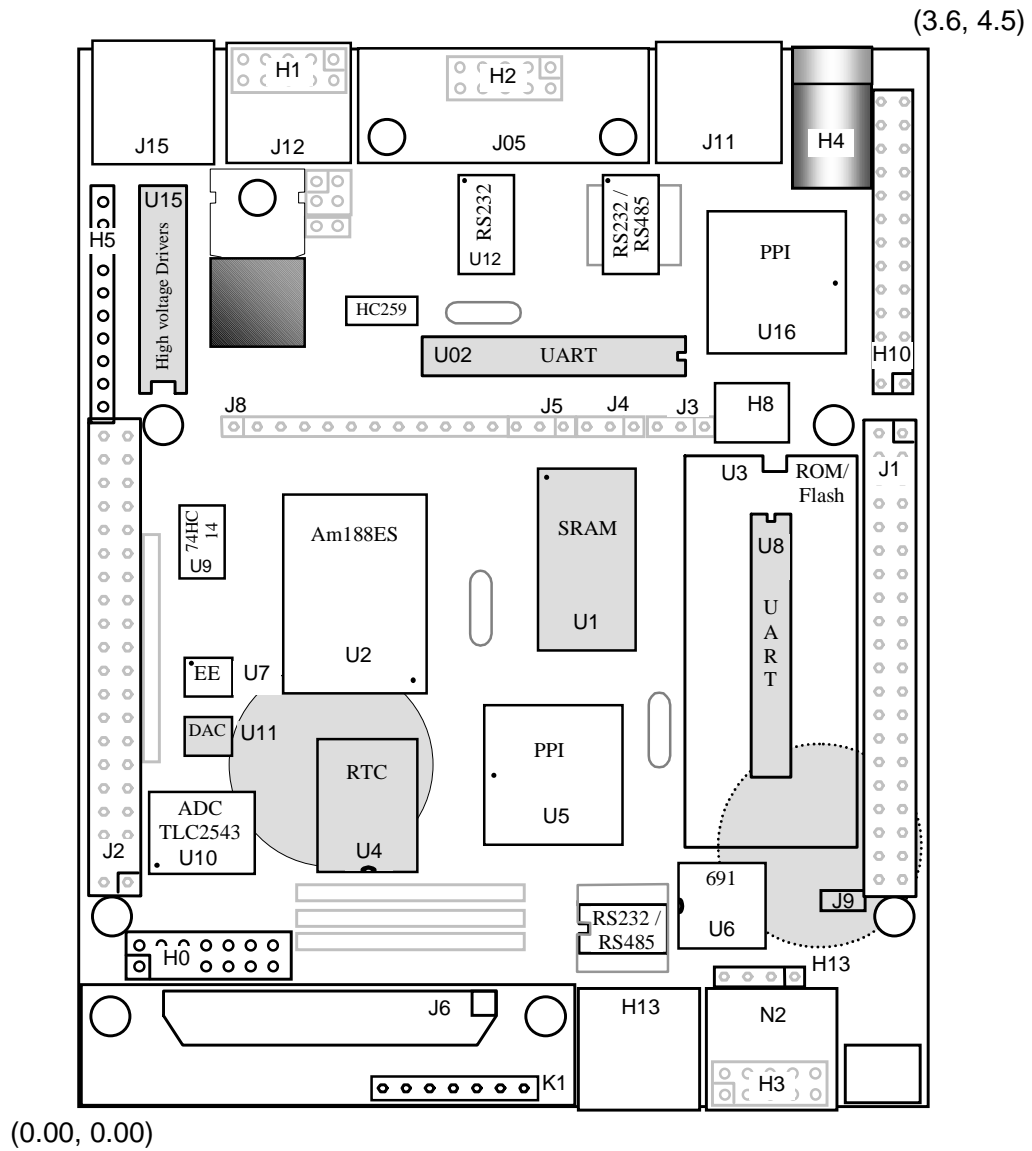 (3.6, 4.5)
H1
H2
J15
J12
J05
J11
H4
U15
High voltage Drivers
H5
RS232
U12
RS232 /
RS485
PPI
U16
HC259
U02
UART
H10
J8
J5
J4
J3
H8
U3
ROM/
Flash
J1
74HC
14
U9
Am188ES
U2
SRAM
U1
U8
UART
EE
U7
DAC
U11
RTC
U4
PPI
U5
ADC
TLC2543
U10
J2
691
U6
J9
RS232 /
RS485
H0
H13
J6
H13
N2
K1
H3
(0.00, 0.00)